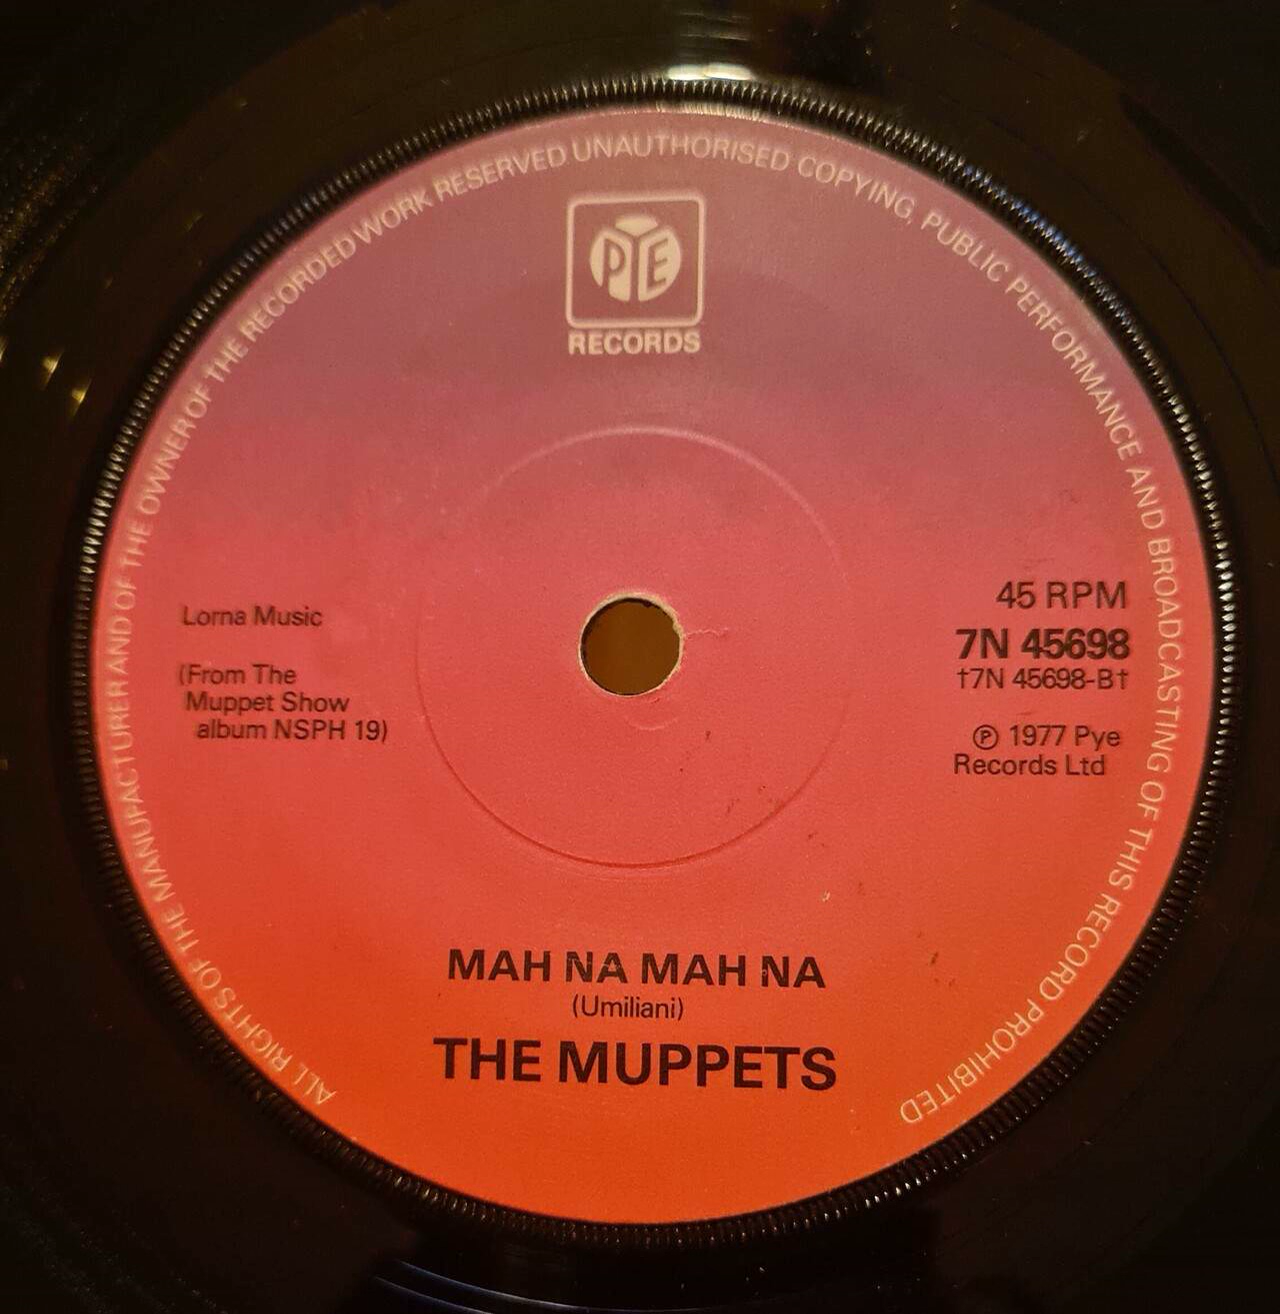 ALL RIGHTS OF THE MANUFACTURER AND OF THE OWNER OF THE RECORDED WORK RESERVED UNAUTHORISED COPYING, PUBLIC PERFORMANCE AND BROADCASTING OF THIS RECORD PROHIBITED
PYE
RECORDS
Lorna Music
(From The
Muppet Show
album NSPH 19)
45 RPM
7N 45698
†7N 45698-B†
℗ 1977 Pye
Records Ltd
MAH NA MAH NA
(Umiliani)
THE MUPPETS